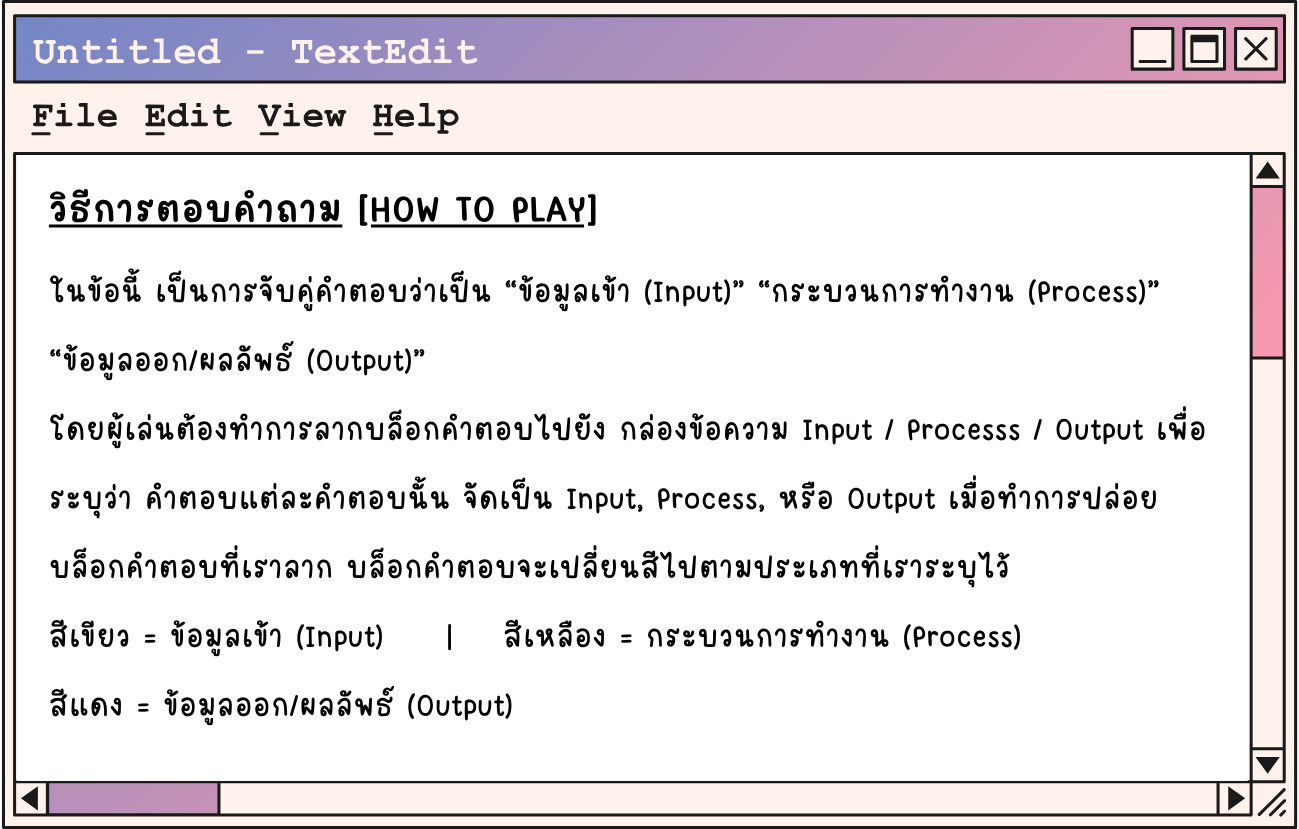 Untitled - TextEdit
File Edit View Help
วิธีการตอบคำถาม [HOW TO PLAY]
ในข้อนี้ เป็นการจับคู่คำตอบว่าเป็น “ข้อมูลเข้า (Input)” “กระบวนการทำงาน (Process)”
“ข้อมูลออก/ผลลัพธ์ (Output)”
โดยผู้เล่นต้องทำการลากบล็อกคำตอบไปยัง กล่องข้อความ Input / Processs / Output เพื่อ
ระบุว่า คำตอบแต่ละคำตอบนั้น จัดเป็น Input, Process, หรือ Output เมื่อทำการปล่อย
บล็อกคำตอบที่เราลาก บล็อกคำตอบจะเปลี่ยนสีไปตามประเภทที่เราระบุไว้
สีเขียว = ข้อมูลเข้า (Input) | สีเหลือง = กระบวนการทำงาน (Process)
สีแดง = ข้อมูลออก/ผลลัพธ์ (Output)